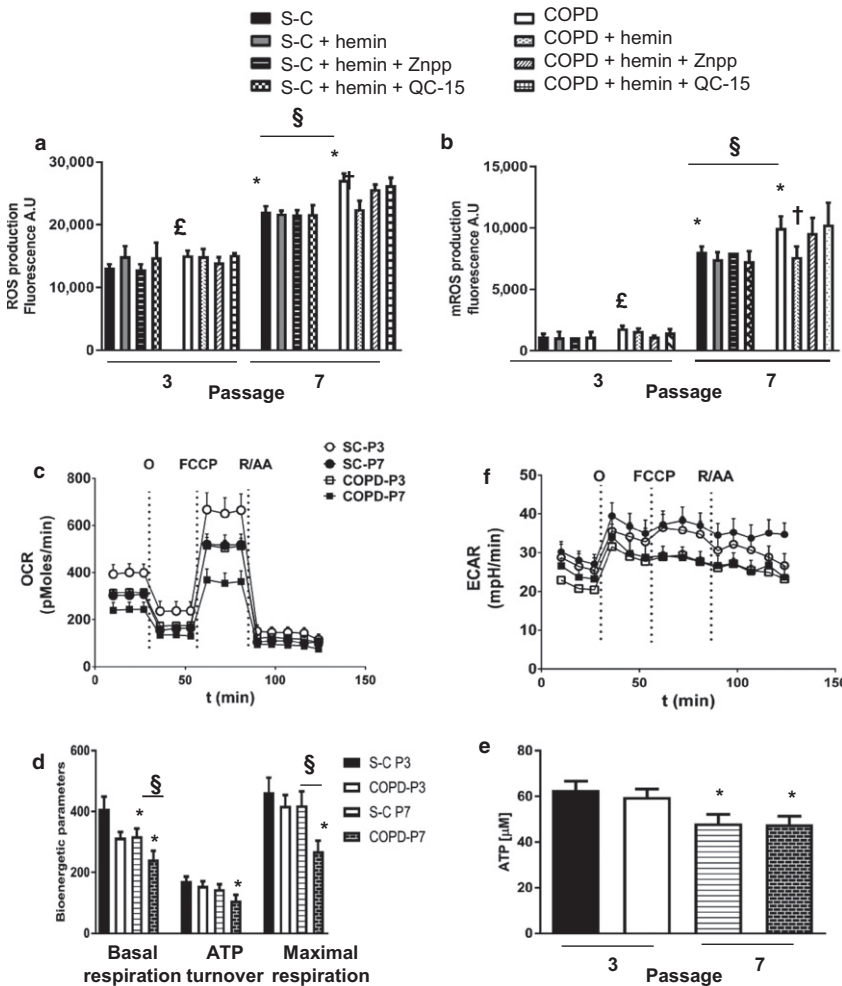 S-C
S-C + hemin
S-C + hemin + Znpp
S-C + hemin + QC-15
COPD
COPD + hemin
COPD + hemin + Znpp
COPD + hemin + QC-15
a
§
*
*
†
£
30,000
20,000
10,000
0
ROS production
Fluorescence A.U
3
7
Passage
b
§
*
*
†
£
15,000
10,000
5,000
0
mROS production
fluorescence A.U
3
7
Passage
c
O
FCCP
R/AA
SC-P3
SC-P7
COPD-P3
COPD-P7
800
600
400
200
0
OCR
(pMoles/min)
0
50
100
150
t (min)
f
O
FCCP
R/AA
50
40
30
20
10
0
ECAR
(mpH/min)
0
50
100
150
t (min)
d
600
400
200
0
Bioenergetic parameters
§
*
*
*
§
*
S-C P3
COPD-P3
S-C P7
COPD-P7
Basal
respiration
ATP
turnover
Maximal
respiration
e
80
60
40
20
0
ATP [µM]
*
*
3
7
Passage